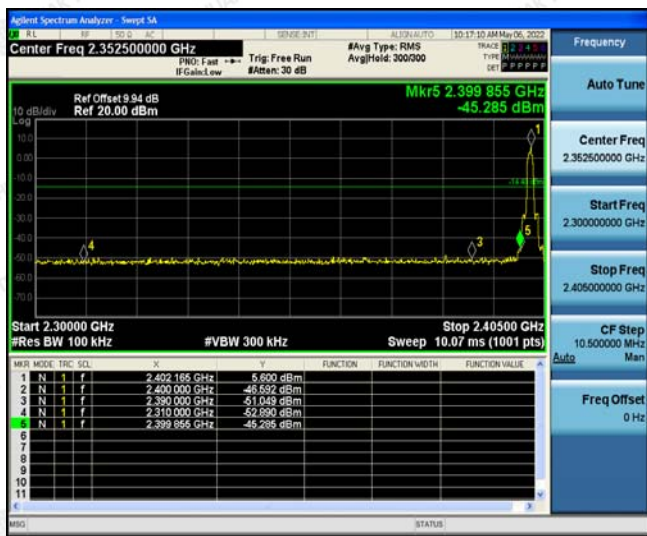 Agilent Spectrum Analyzer - Swept SA
RL RF 50 Ω AC SENSE:INT ALIGNAUTO 10:17:10 AM May 06, 2022
Center Freq 2.352500000 GHz
PNO: Fast
IFGain:Low
Trig: Free Run
#Atten: 30 dB
#Avg Type: RMS
Avg|Hold: 300/300
TRACE 1 2 3 4 5 6
TYPE
DET P P P P P P
Mkr5 2.399 855 GHz
-45.285 dBm
Ref Offset 9.94 dB
Ref 20.00 dBm
10 dB/div
Log
10.0
0.00
-10.0
-20.0
-30.0
-40.0
-50.0
-60.0
-70.0
1
3
4
5
Start 2.30000 GHz Stop 2.40500 GHz
#Res BW 100 kHz #VBW 300 kHz Sweep 10.07 ms (1001 pts)
MKR MODE TRC SCL X Y FUNCTION FUNCTION WIDTH FUNCTION VALUE
1 N 1 f 2.402 165 GHz 5.600 dBm
2 N 1 f 2.400 000 GHz -46.592 dBm
3 N 1 f 2.390 000 GHz -51.049 dBm
4 N 1 f 2.310 000 GHz -52.890 dBm
5 N 1 f 2.399 855 GHz -45.285 dBm
6
7
8
9
10
11
MSG STATUS
Frequency
Auto Tune
Center Freq
2.352500000 GHz
Start Freq
2.300000000 GHz
Stop Freq
2.405000000 GHz
CF Step
10.500000 MHz
Auto Man
Freq Offset
0 Hz